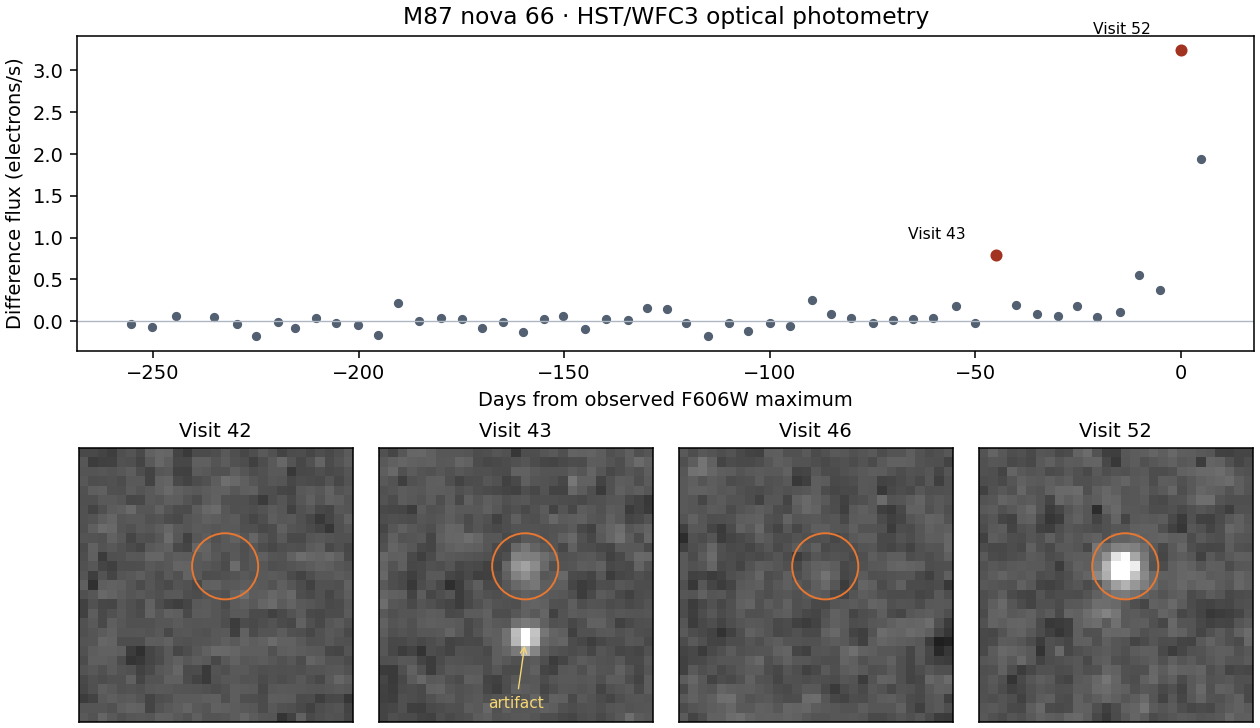 M87 nova 66 · HST/WFC3 optical photometry
Visit 52
Visit 43
Difference flux (electrons/s)
3.0
2.5
2.0
1.5
1.0
0.5
0.0
−250 −200 −150 −100 −50 0
Days from observed F606W maximum
Visit 42 Visit 43 Visit 46 Visit 52
artifact